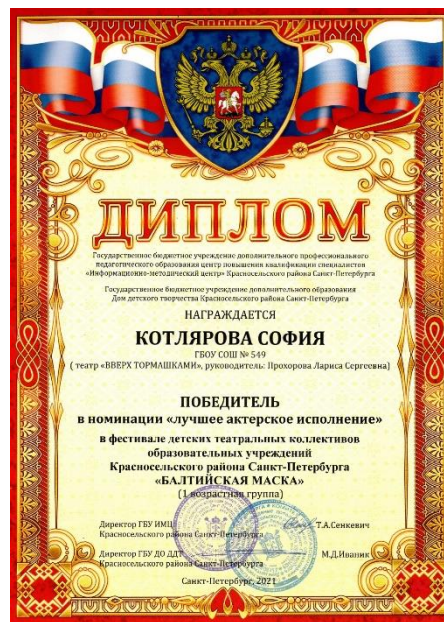 ДИПЛОМ
Государственное бюджетное учреждение дополнительного профессионального
педагогического образования центр повышения квалификации специалистов
«Информационно-методический центр» Красносельского района Санкт-Петербурга
Государственное бюджетное учреждение дополнительного образования
Дом детского творчества Красносельского района Санкт-Петербурга
НАГРАЖДАЕТСЯ
КОТЛЯРОВА СОФИЯ
ГБОУ СОШ № 549
( театр «ВВЕРХ ТОРМАШКАМИ», руководитель: Прохорова Лариса Сергеевна)
ПОБЕДИТЕЛЬ
в номинации «лучшее актерское исполнение»
в фестивале детских театральных коллективов
образовательных учреждений
Красносельского района Санкт-Петербурга
«БАЛТИЙСКАЯ МАСКА»
(1 возрастная группа)
Директор ГБУ ИМЦ
Красносельского района Санкт-Петербурга
Т.А.Сенкевич
Директор ГБУ ДО ДДТ
Красносельского района Санкт-Петербурга
М.Д.Иваник
Санкт-Петербург, 2021